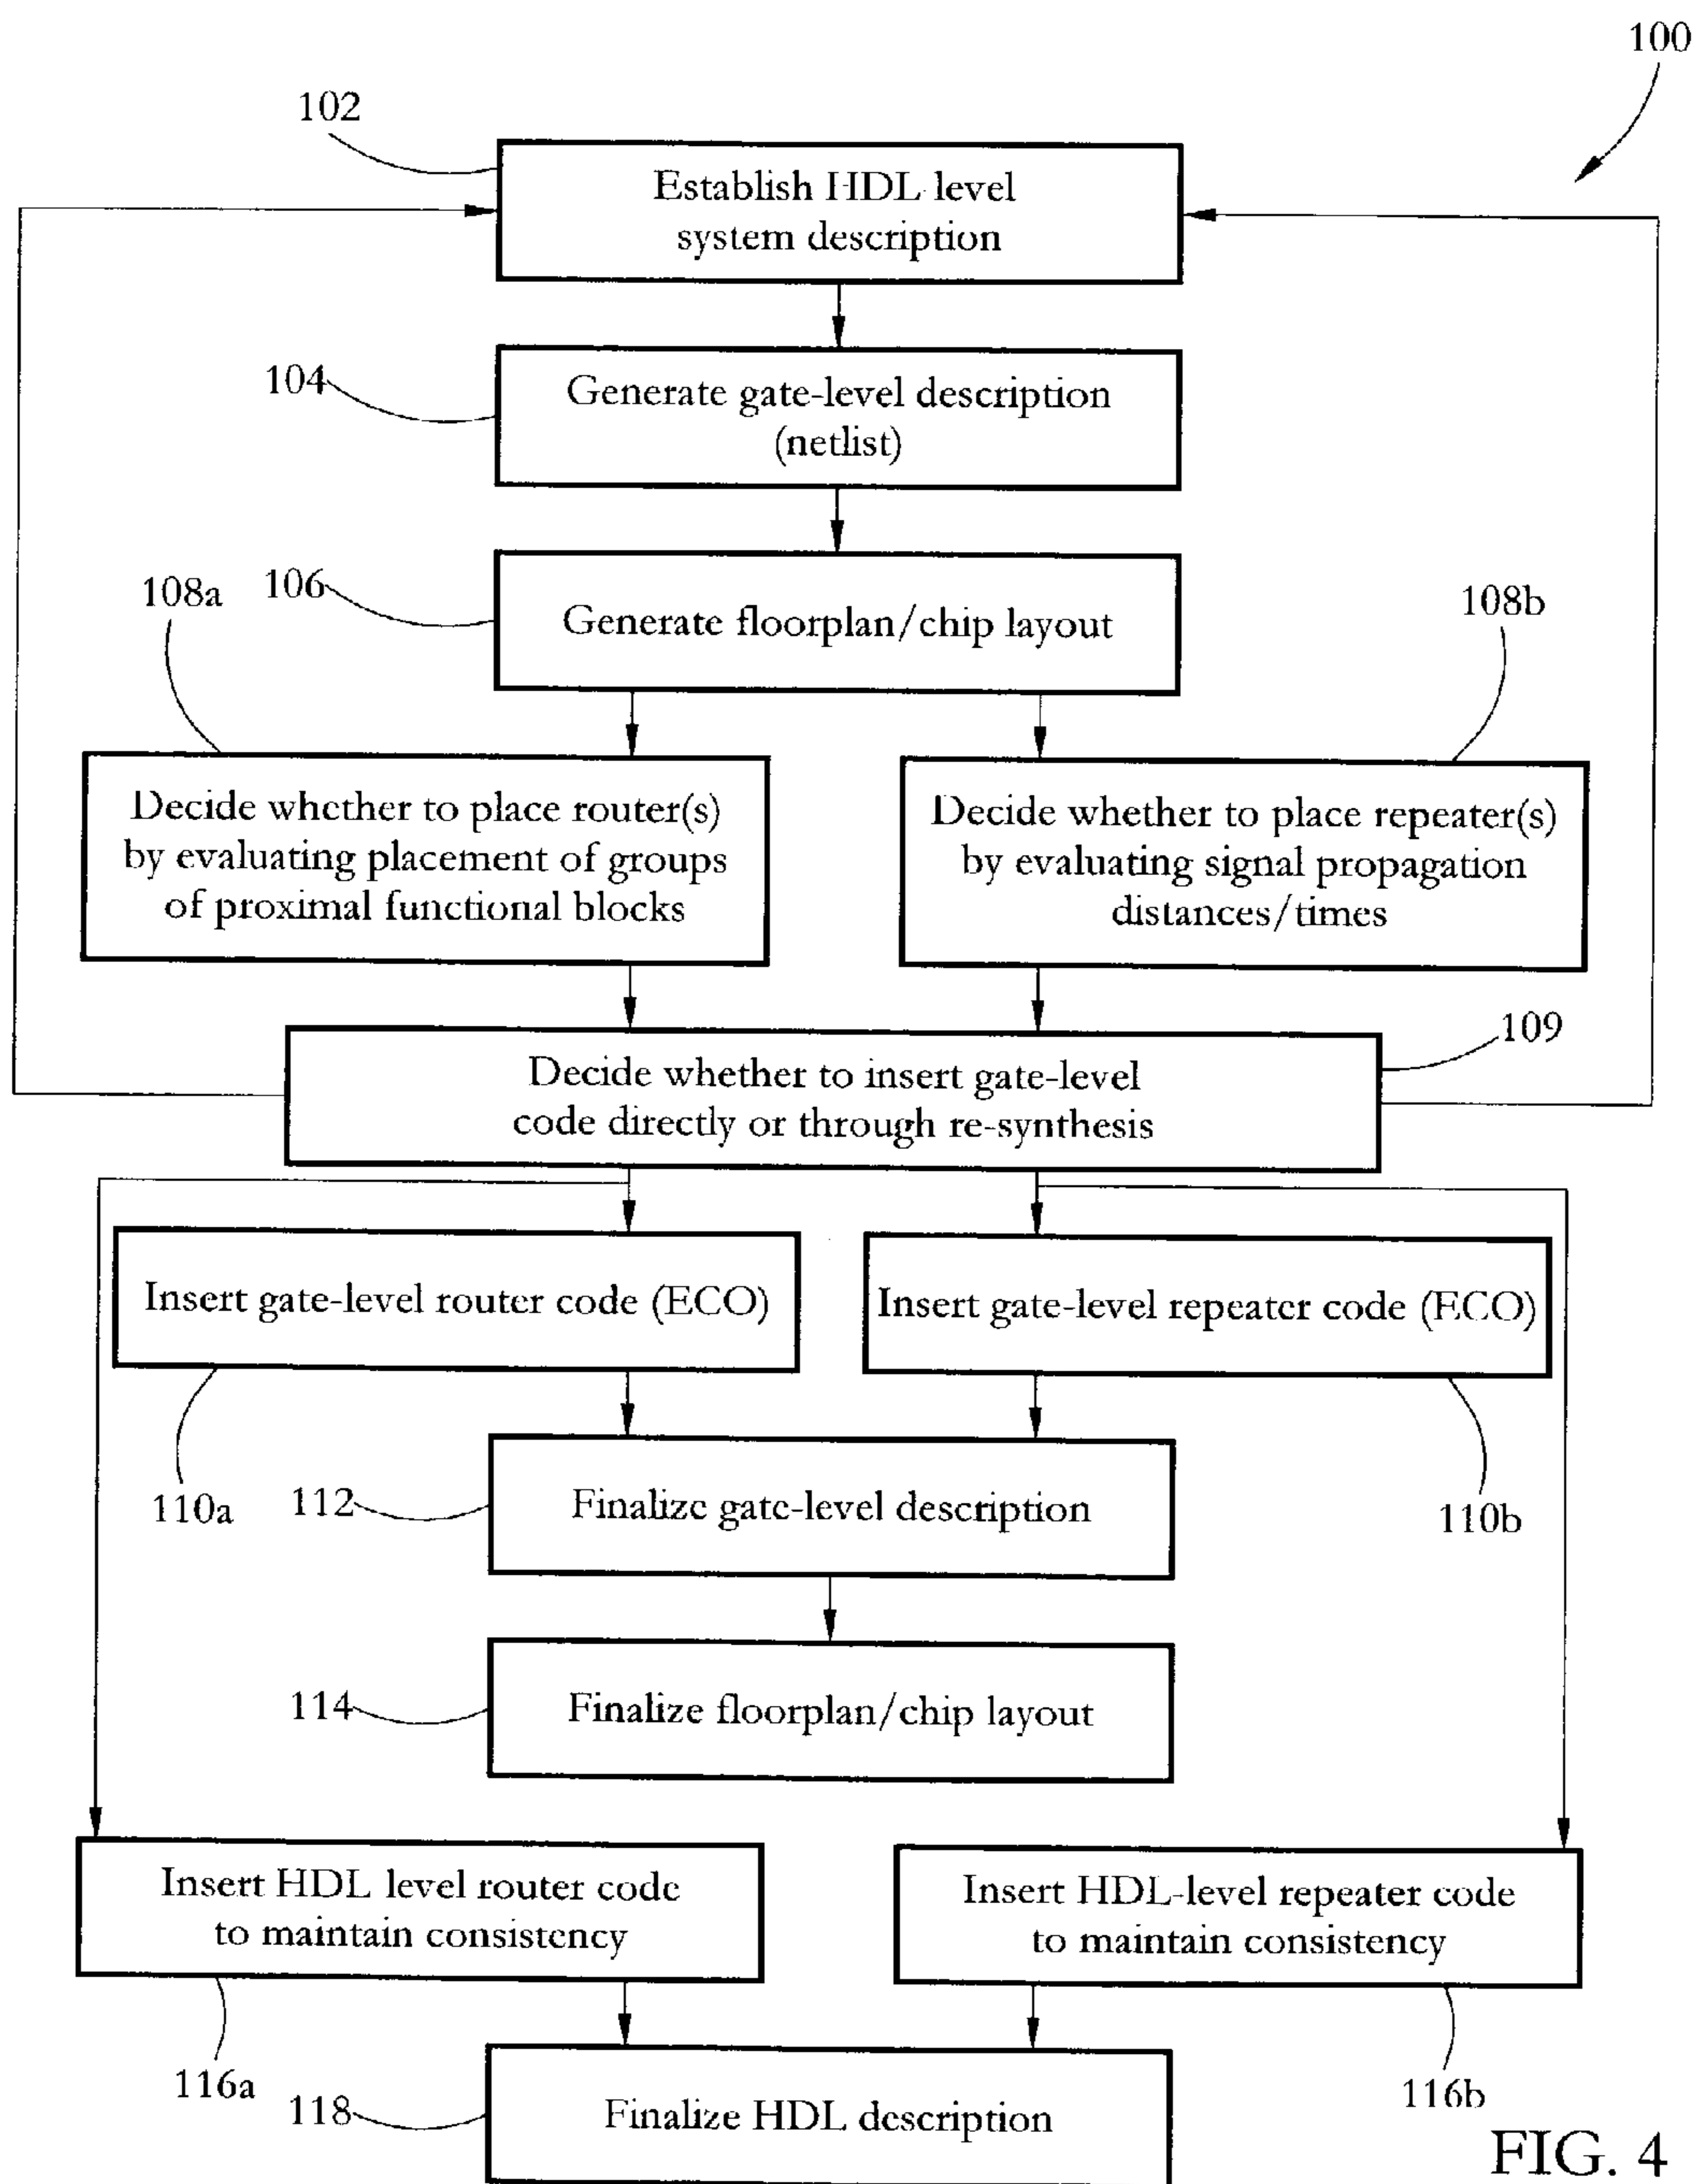 100
102
Establish HDL level
system description
104
Generate gate-level description
(netlist)
106
Generate floorplan/chip layout
108a
108b
Decide whether to place router(s)
by evaluating placement of groups
of proximal functional blocks
Decide whether to place repeater(s)
by evaluating signal propagation
distances/times
109
Decide whether to insert gate-level
code directly or through re-synthesis
Insert gate-level router code (ECO)
Insert gate-level repeater code (ECO)
110a
110b
112
Finalize gate-level description
114
Finalize floorplan/chip layout
Insert HDL level router code
to maintain consistency
Insert HDL-level repeater code
to maintain consistency
116a
116b
118
Finalize HDL description
FIG. 4